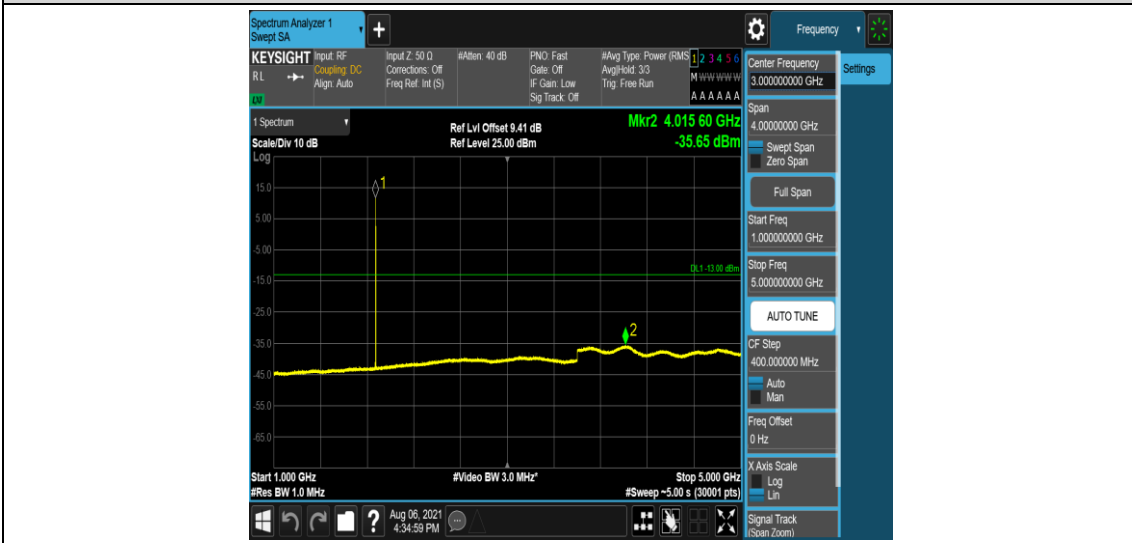 Spectrum Analyzer 1
Swept SA
+
Frequency
KEYSIGHT
RL
LXI
Input: RF
Coupling: DC
Align: Auto
Input Z: 50 Ω
Corrections: Off
Freq Ref: Int (S)
#Atten: 40 dB
PNO: Fast
Gate: Off
IF Gain: Low
Sig Track: Off
#Avg Type: Power (RMS
Avg|Hold: 3/3
Trig: Free Run
1 2 3 4 5 6
M W W W W W
A A A A A A
1 Spectrum
Scale/Div 10 dB
Log
Ref Lvl Offset 9.41 dB
Ref Level 25.00 dBm
Mkr2 4.015 60 GHz
-35.65 dBm
15.0
5.00
-5.00
-15.0
-25.0
-35.0
-45.0
-55.0
-65.0
1
DL1 -13.00 dBm
2
Start 1.000 GHz
#Res BW 1.0 MHz
#Video BW 3.0 MHz*
Stop 5.000 GHz
#Sweep ~5.00 s (30001 pts)
?
Aug 06, 2021
4:34:59 PM
Center Frequency
3.000000000 GHz
Span
4.00000000 GHz
Swept Span
Zero Span
Full Span
Start Freq
1.000000000 GHz
Stop Freq
5.000000000 GHz
AUTO TUNE
CF Step
400.000000 MHz
Auto
Man
Freq Offset
0 Hz
X Axis Scale
Log
Lin
Signal Track
(Span Zoom)
Settings